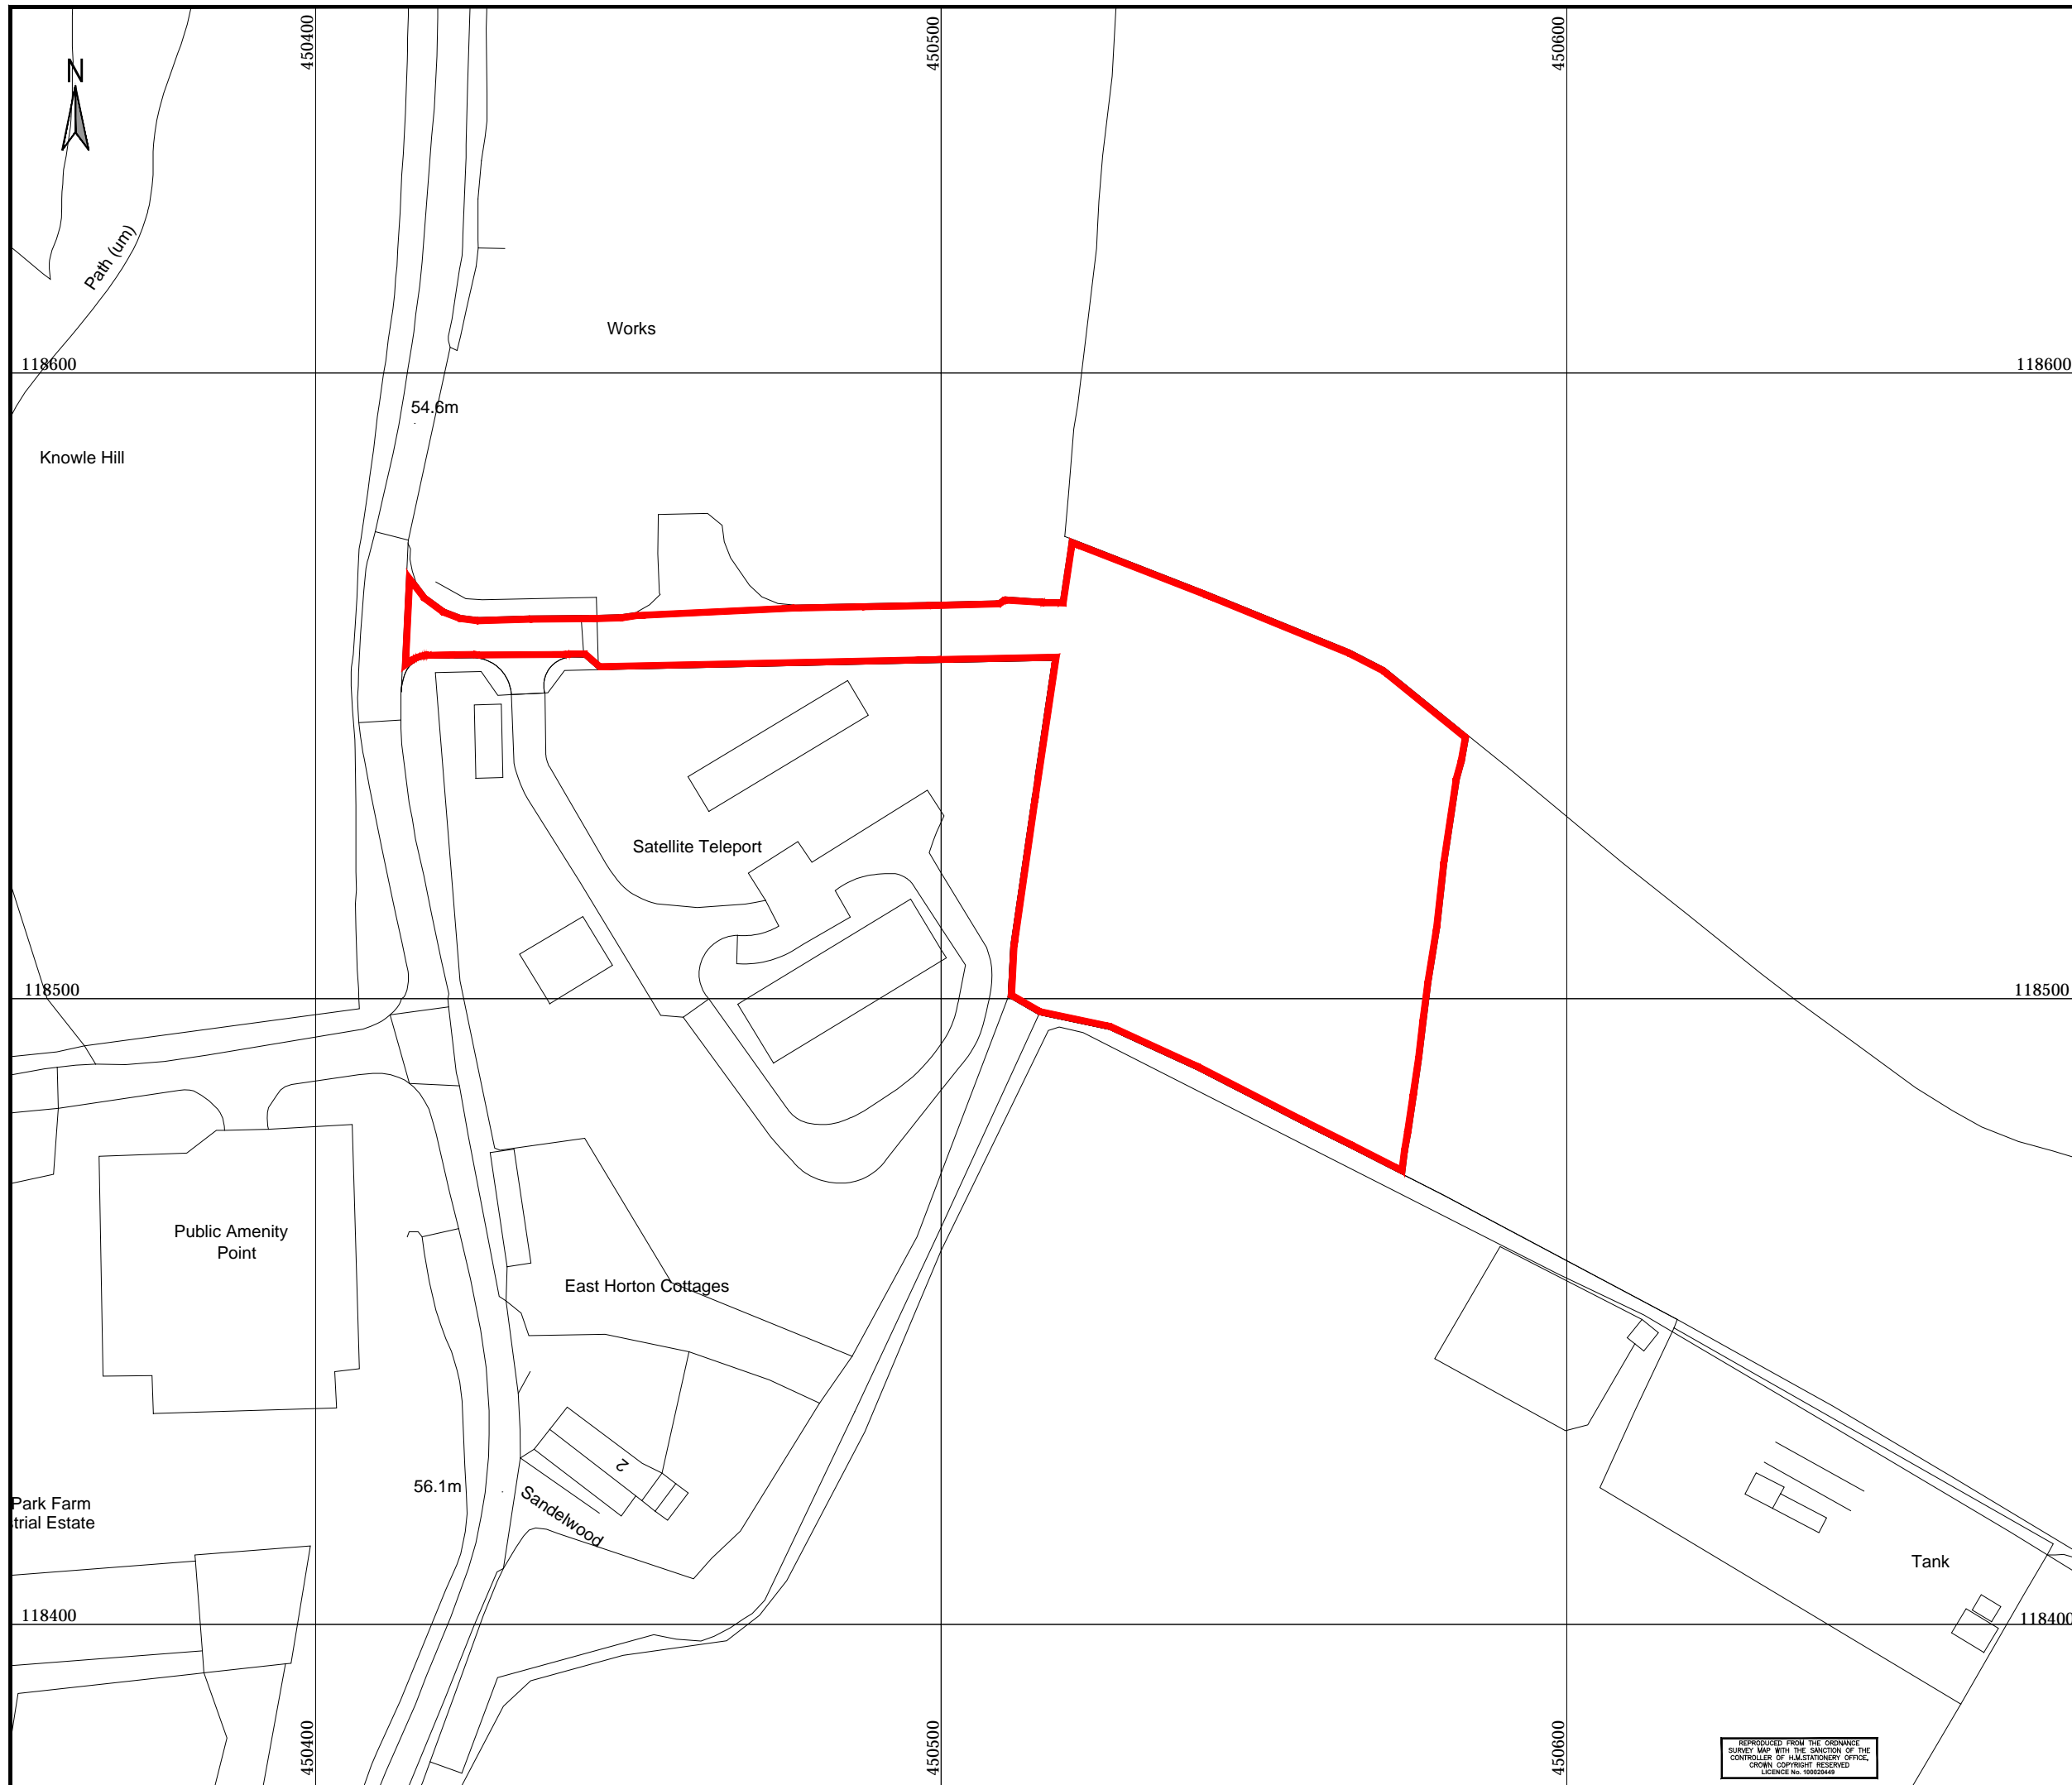 450400
450500
450600
N
Path (um)
Works
118600
118600
54.6m
Knowle Hill
Satellite Teleport
118500
118500
Public Amenity
Point
East Horton Cottages
2
56.1m
Sandelwood
Park Farm
trial Estate
Tank
118400
118400
450400
450500
450600
REPRODUCED FROM THE ORDNANCE
SURVEY MAP WITH THE SANCTION OF THE
CONTROLLER OF H.M.STATIONERY OFFICE,
CROWN COPYRIGHT RESERVED
LICENCE No. 100020449